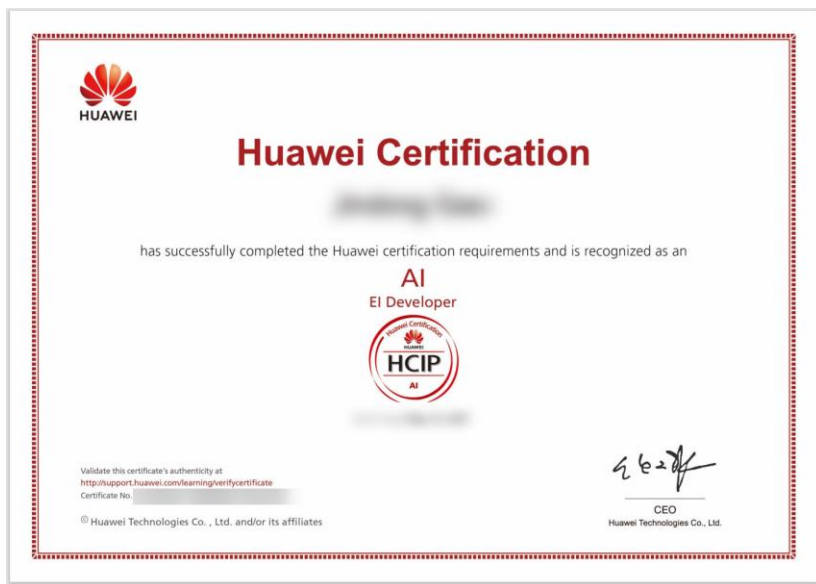 HUAWEI
Huawei Certification
has successfully completed the Huawei certification requirements and is recognized as an
AI
EI Developer
Huawei Certification
HUAWEI
HCIP
AI
Validate this certificate's authenticity at
http://support.huawei.com/learning/verifycertificate
Certificate No.
© Huawei Technologies Co. , Ltd. and/or its affiliates
CEO
Huawei Technologies Co., Ltd.